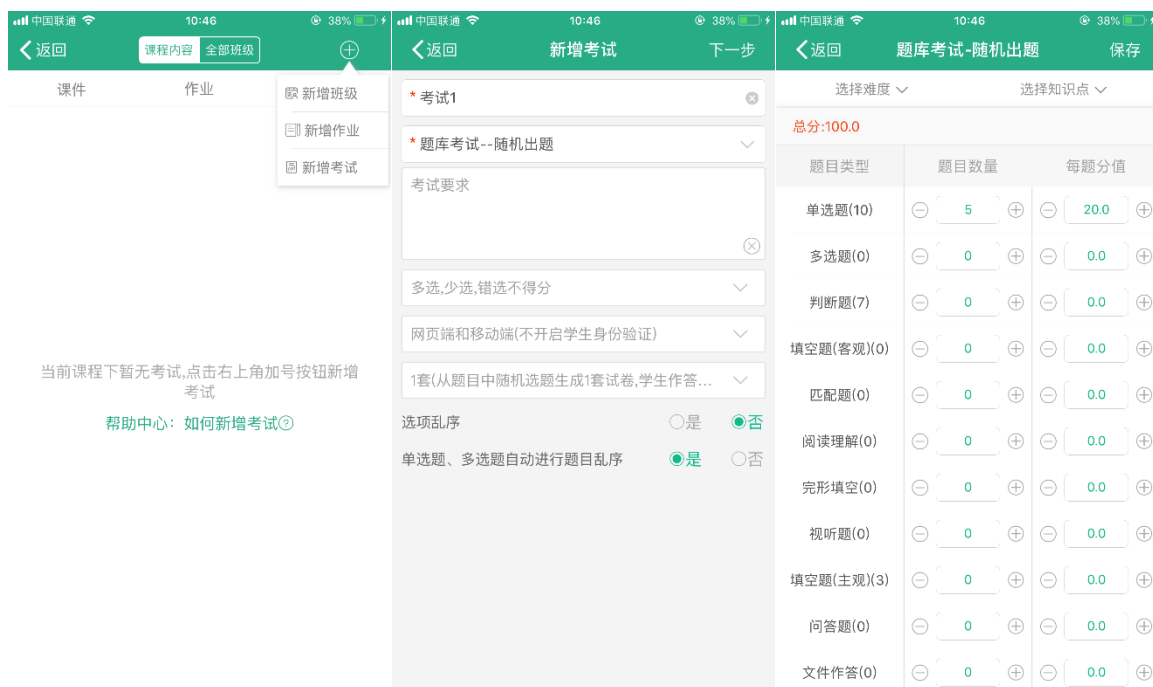 中国联通 10:46 38%
返回 课程内容 全部班级
课件 作业
新增班级
新增作业
新增考试
当前课程下暂无考试,点击右上角加号按钮新增
考试
帮助中心：如何新增考试?
中国联通 10:46 38%
返回 新增考试 下一步
* 考试1
* 题库考试--随机出题
考试要求
多选,少选,错选不得分
网页端和移动端(不开启学生身份验证)
1套(从题目中随机选题生成1套试卷,学生作答...
选项乱序 是 否
单选题、多选题自动进行题目乱序 是 否
中国联通 10:46 38%
返回 题库考试-随机出题 保存
选择难度 选择知识点
总分:100.0
题目类型 题目数量 每题分值
单选题(10) 5 20.0
多选题(0) 0 0.0
判断题(7) 0 0.0
填空题(客观)(0) 0 0.0
匹配题(0) 0 0.0
阅读理解(0) 0 0.0
完形填空(0) 0 0.0
视听题(0) 0 0.0
填空题(主观)(3) 0 0.0
问答题(0) 0 0.0
文件作答(0) 0 0.0